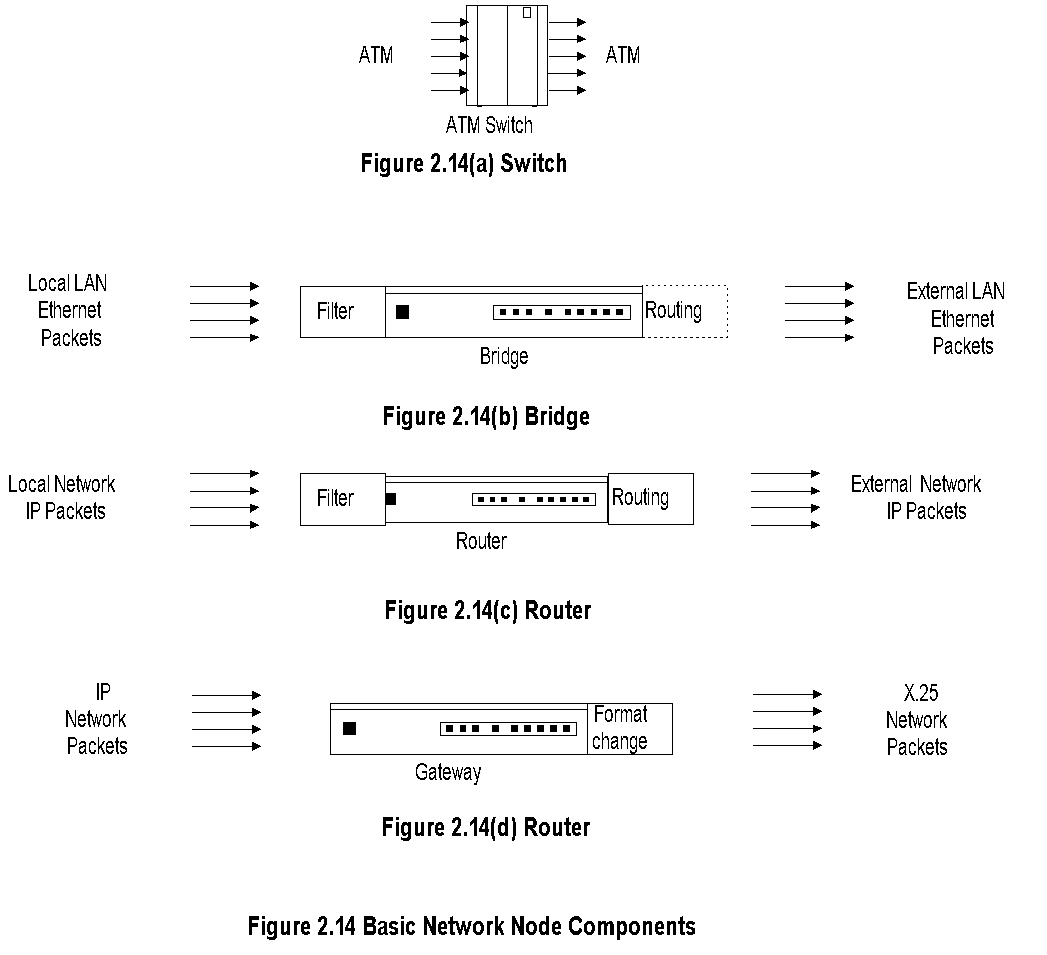 ATM
ATM
ATM Switch
Figure 2.14(a) Switch
Local LAN
Ethernet
Packets
Filter
Routing
External LAN
Ethernet
Packets
Bridge
Figure 2.14(b) Bridge
Local Network
IP Packets
Filter
Routing
External Network
IP Packets
Router
Figure 2.14(c) Router
IP
Network
Packets
Format
change
X.25
Network
Packets
Gateway
Figure 2.14(d) Router
Figure 2.14 Basic Network Node Components